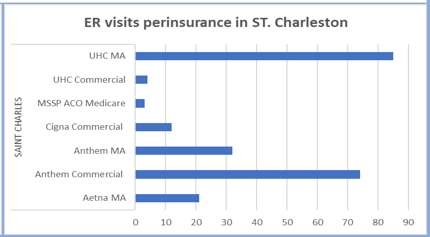 ER visits perinsurance in ST. Charleston
SAINT CHARLES
UHC MA
UHC Commercial
MSSP ACO Medicare
Cigna Commercial
Anthem MA
Anthem Commercial
Aetna MA
0 10 20 30 40 50 60 70 80 90